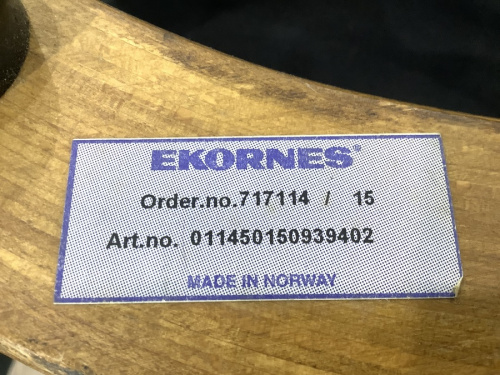 EKORNES®
Order.no.717114 / 15
Art.no. 011450150939402
MADE IN NORWAY